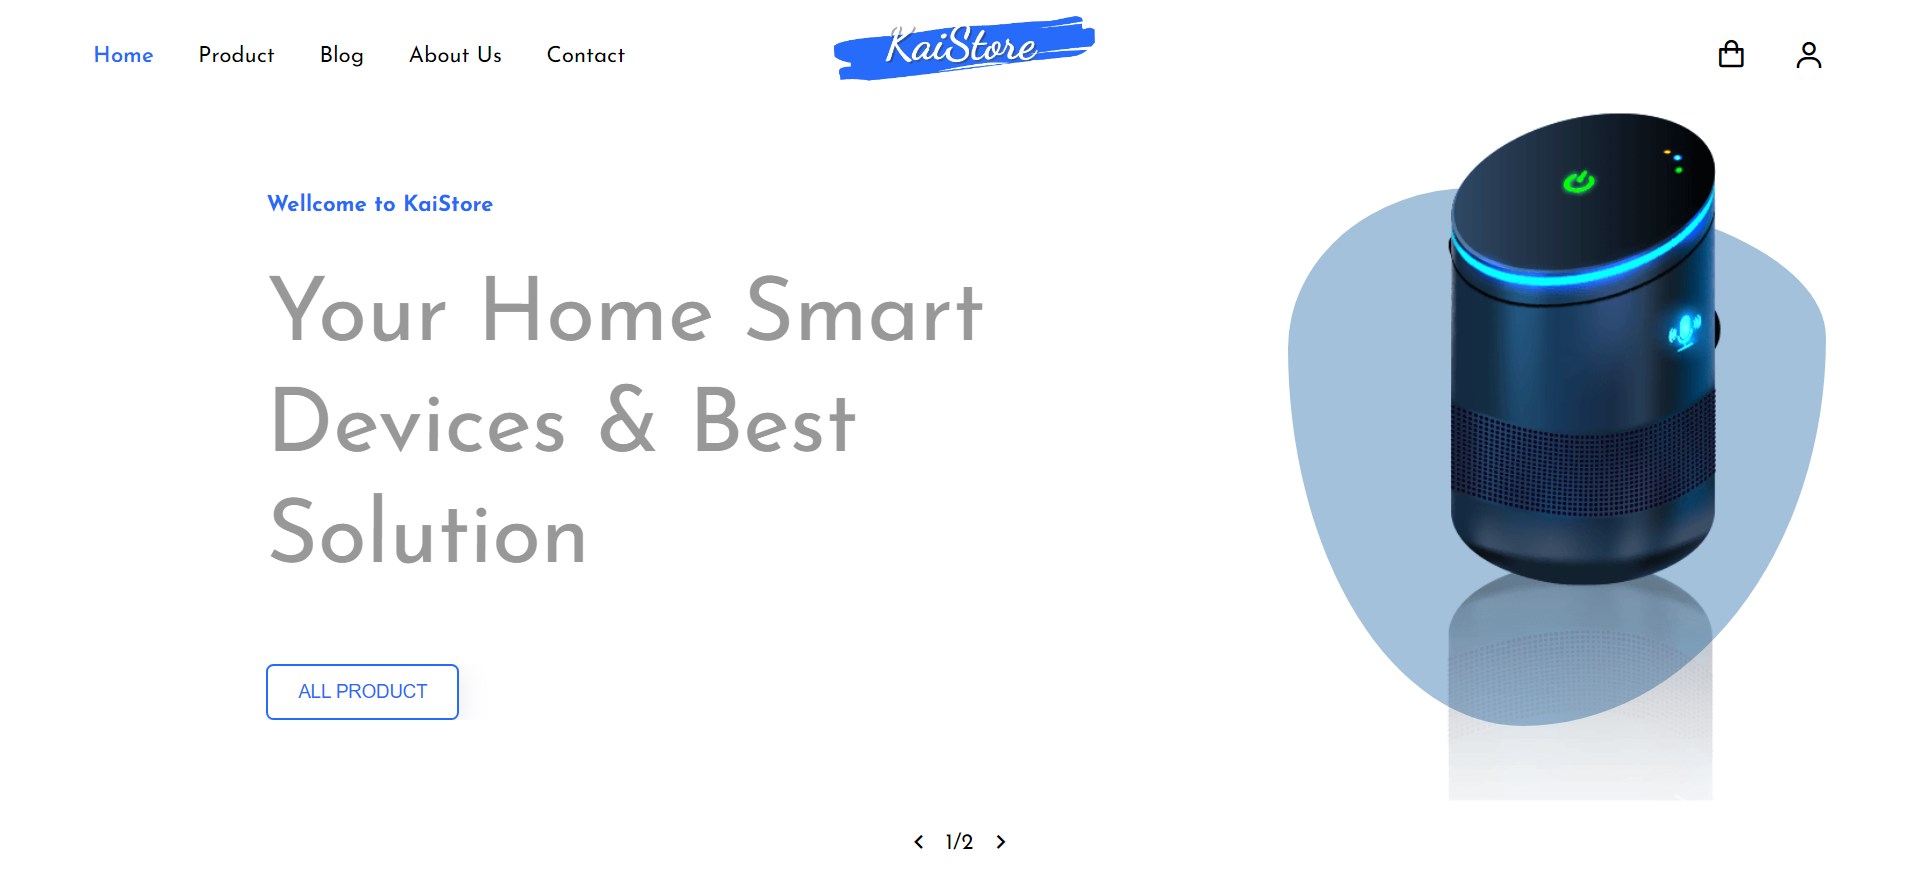 Home
Product
Blog
About Us
Contact
KaiStore
Wellcome to KaiStore
Your Home Smart
Devices & Best
Solution
ALL PRODUCT
1/2